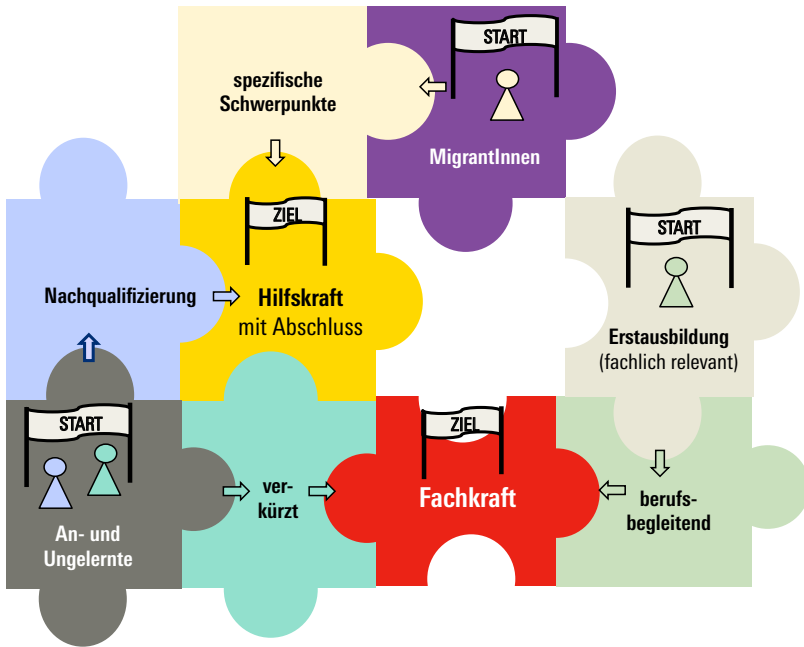 START
spezifische
Schwerpunkte
MigrantInnen
ZIEL
START
Nachqualifizierung
Hilfskraft
mit Abschluss
Erstausbildung
(fachlich relevant)
START
ZIEL
ver-
kürzt
Fachkraft
berufs-
begleitend
An- und
Ungelernte